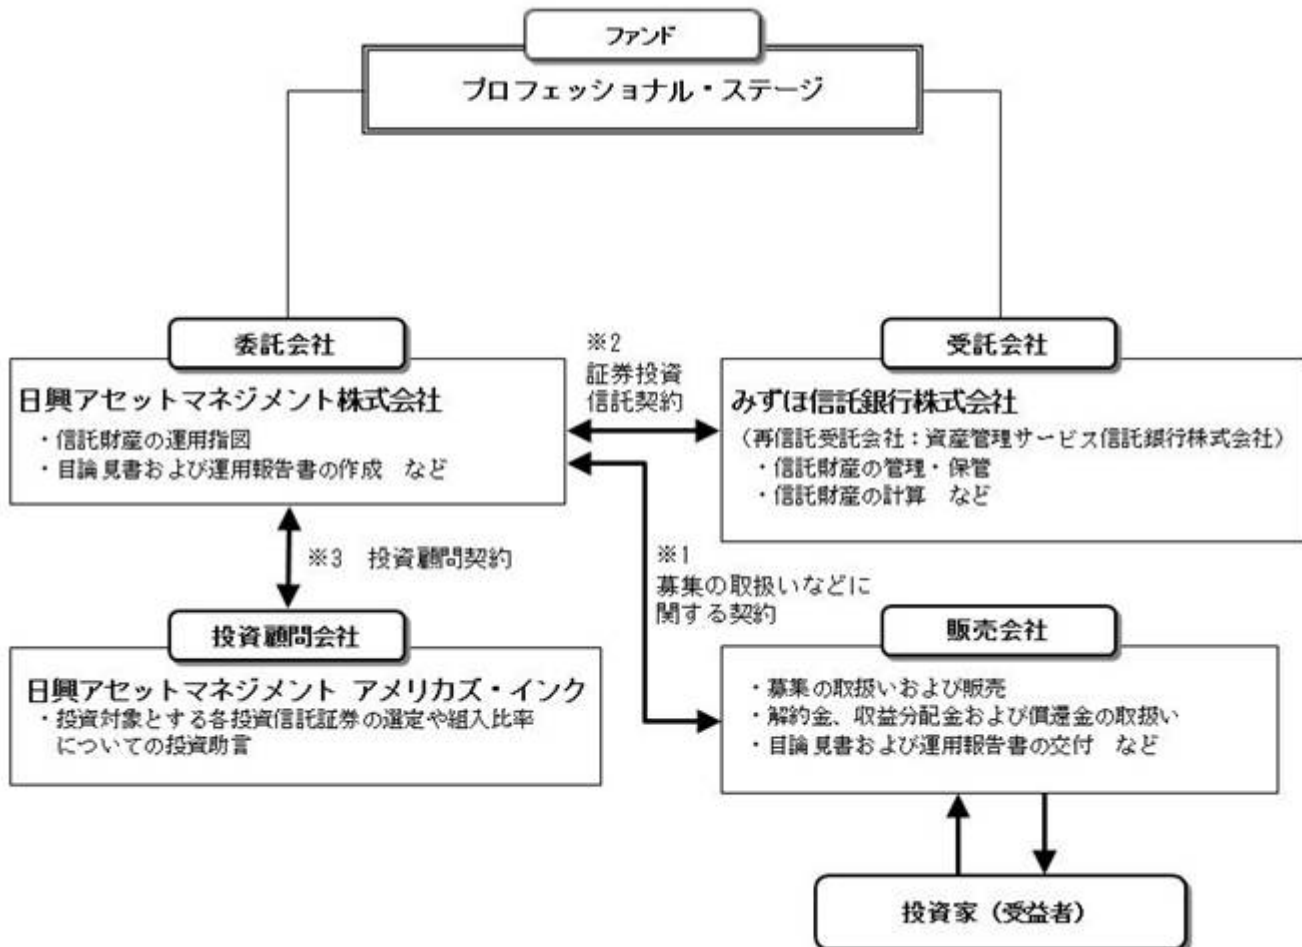 ファンド
プロフェッショナル・ステージ
委託会社
日興アセットマネジメント株式会社
・信託財産の運用指図
・目論見書および運用報告書の作成 など
※2
証券投資
信託契約
受託会社
みずほ信託銀行株式会社
(再信託受託会社:資産管理サービス信託銀行株式会社)
・信託財産の管理・保管
・信託財産の計算 など
※3 投資顧問契約
※1
募集の取扱いなどに
関する契約
投資顧問会社
日興アセットマネジメント アメリカズ・インク
・投資対象とする各投資信託証券の選定や組入比率
についての投資助言
販売会社
・募集の取扱いおよび販売
・解約金、収益分配金および償還金の取扱い
・目論見書および運用報告書の交付 など
投資家(受益者)